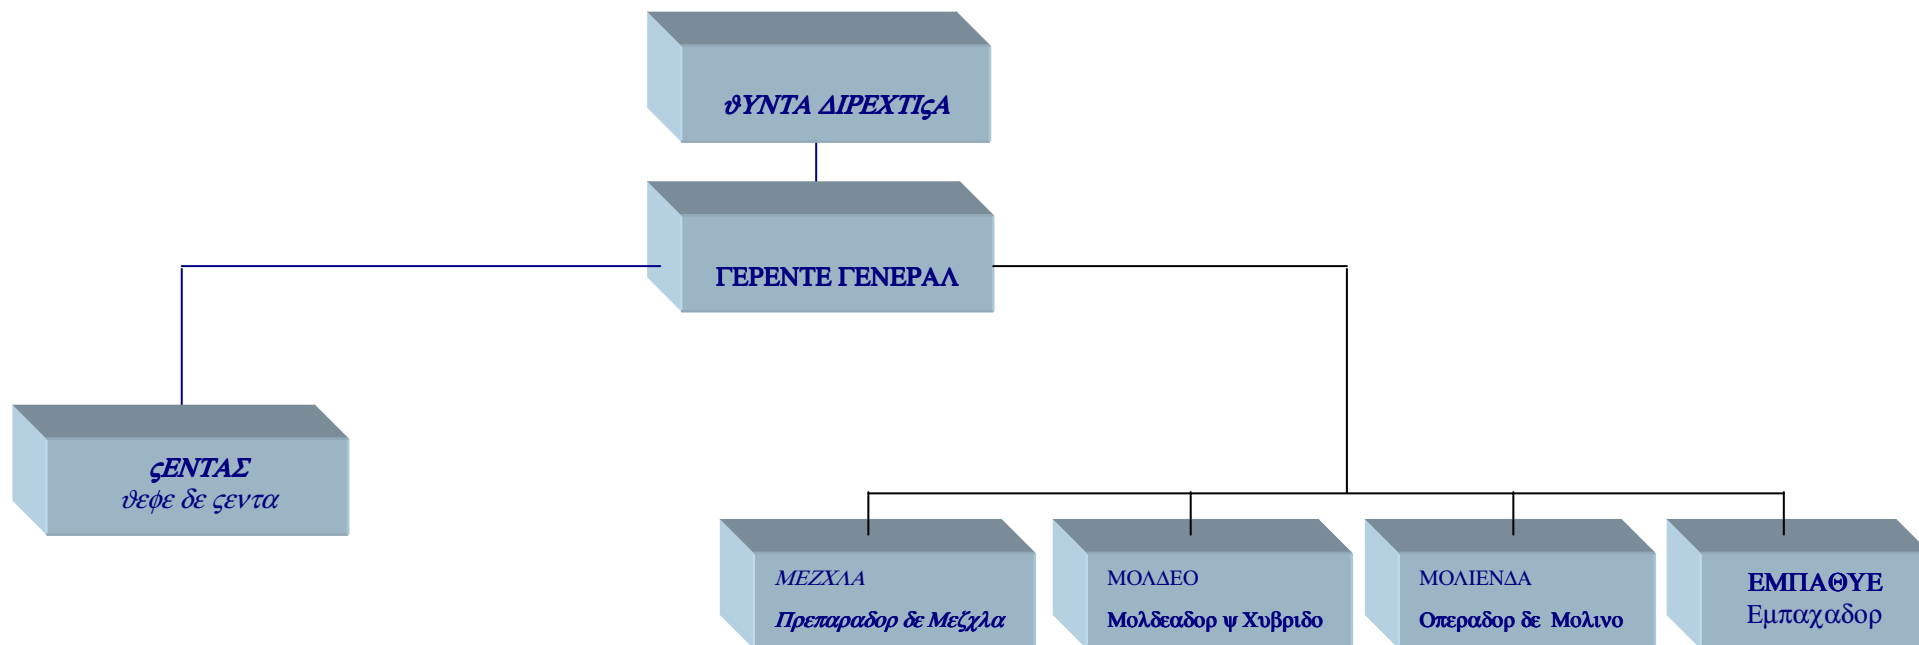 ϑΥΝΤΑ ΔΙΡΕΧΤΙςΑ
ΓΕΡΕΝΤΕ ΓΕΝΕΡΑΛ
ςΕΝΤΑΣ
ϑεφε δε ςεντα
ΜΕΖΧΛΑ
Πρεπαραδορ δε Μεζχλα
ΜΟΛΔΕΟ
Μολδεαδορ ψ Χυβριδο
ΜΟΛΙΕΝΔΑ
Οπεραδορ δε Μολινο
ΕΜΠΑΘΥΕ
Εμπαχαδορ